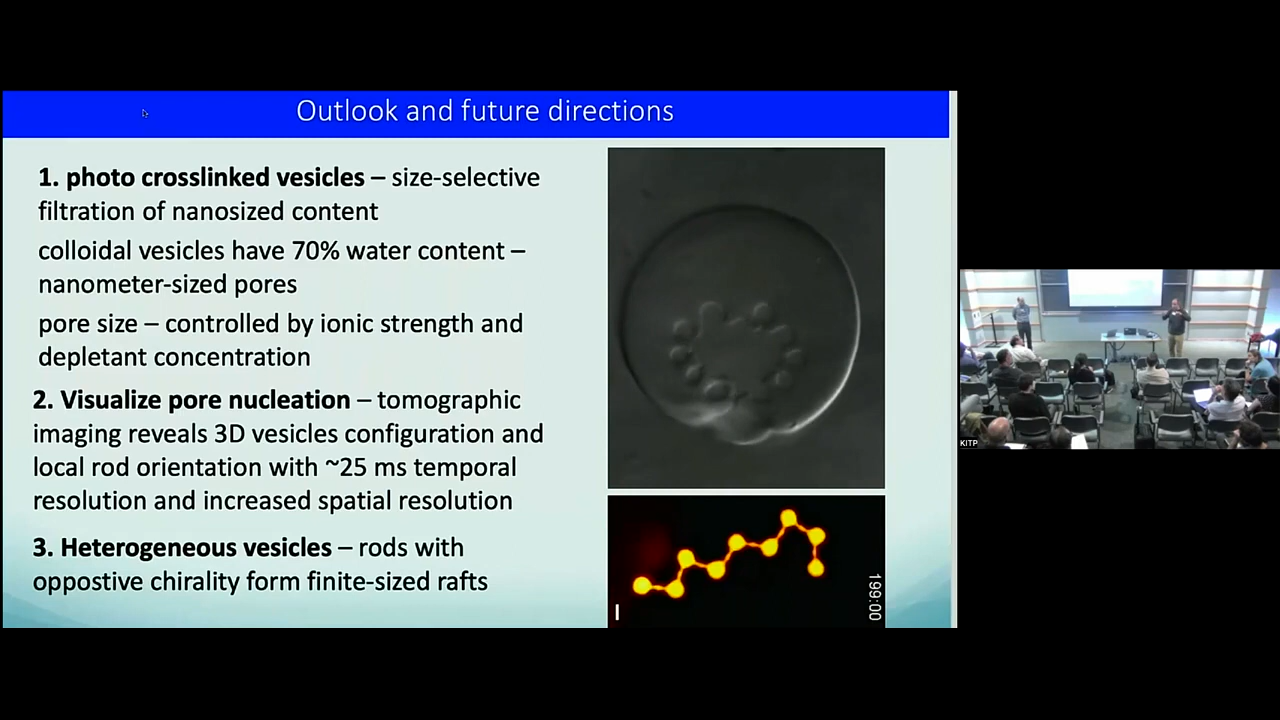 Outlook and future directions
1. photo crosslinked vesicles – size-selective
filtration of nanosized content
colloidal vesicles have 70% water content –
nanometer-sized pores
pore size – controlled by ionic strength and
depletant concentration
2. Visualize pore nucleation – tomographic
imaging reveals 3D vesicles configuration and
local rod orientation with ~25 ms temporal
resolution and increased spatial resolution
3. Heterogeneous vesicles – rods with
oppostive chirality form finite-sized rafts
199:00
KITP